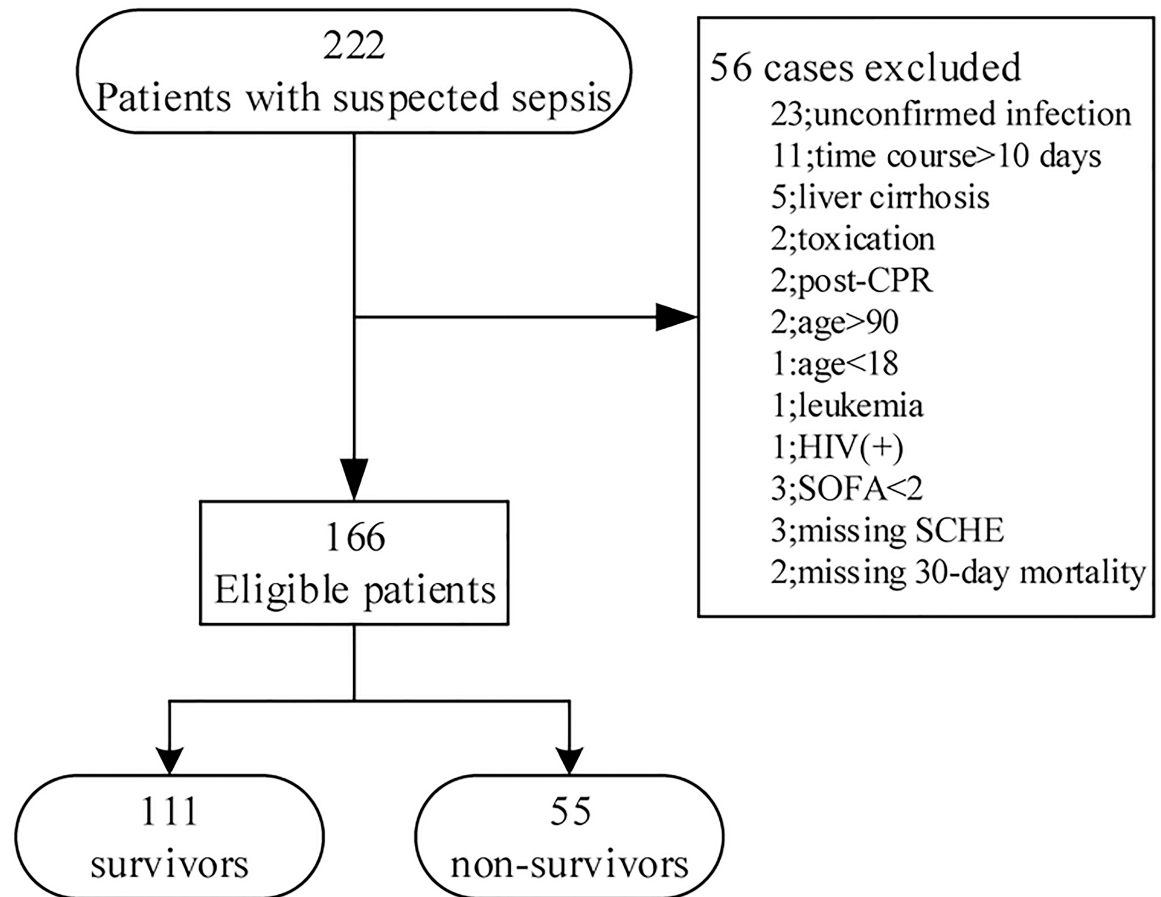 222
Patients with suspected sepsis
56 cases excluded
23;unconfirmed infection
11;time course>10 days
5;liver cirrhosis
2;toxication
2;post-CPR
2;age>90
1:age<18
1;leukemia
1;HIV(+)
3;SOFA<2
3;missing SCHE
2;missing 30-day mortality
166
Eligible patients
111
survivors
55
non-survivors